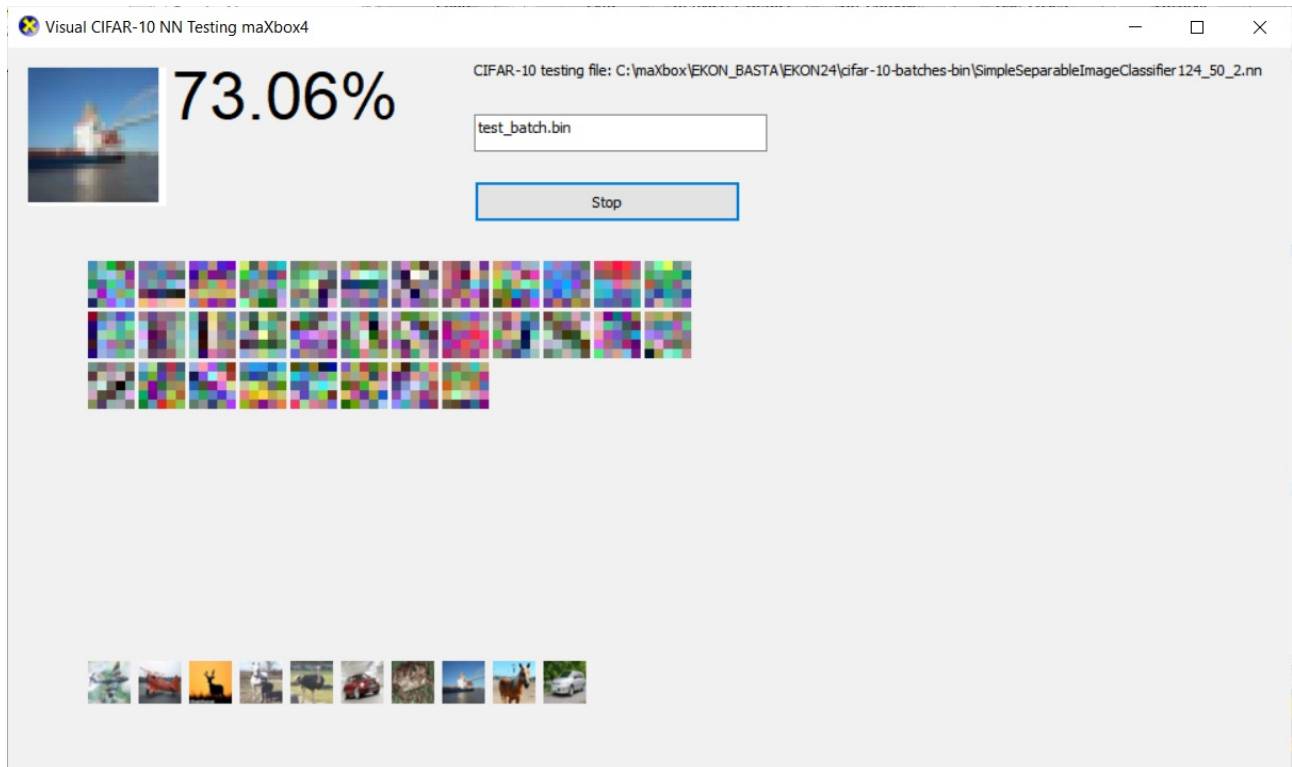 Visual CIFAR-10 NN Testing maXbox4
73.06%
CIFAR-10 testing file: C:\maXbox\EKON_BASTA\EKON24\cifar-10-batches-bin\SimpleSeparableImageClassifier124_50_2.nn
test_batch.bin
Stop